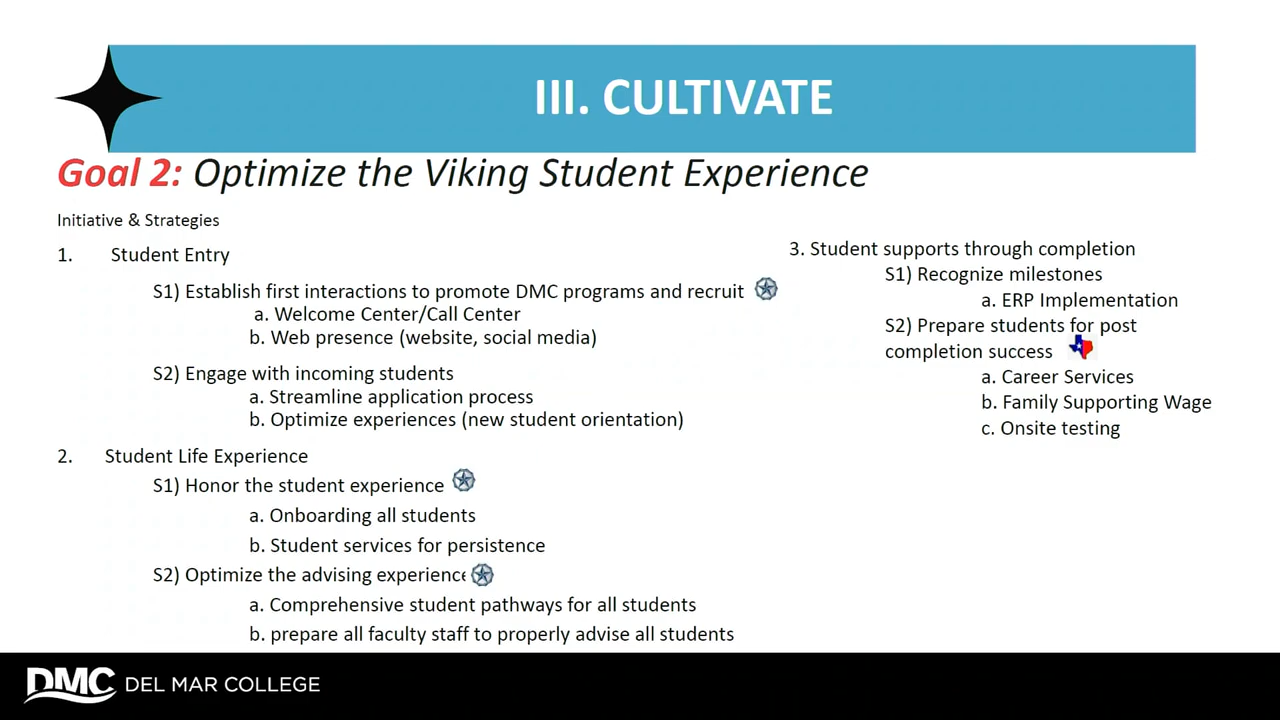 III. CULTIVATE
Goal 2: Optimize the Viking Student Experience
Initiative & Strategies
1. Student Entry
S1) Establish first interactions to promote DMC programs and recruit
a. Welcome Center/Call Center
b. Web presence (website, social media)
S2) Engage with incoming students
a. Streamline application process
b. Optimize experiences (new student orientation)
2. Student Life Experience
S1) Honor the student experience
a. Onboarding all students
b. Student services for persistence
S2) Optimize the advising experience
a. Comprehensive student pathways for all students
b. prepare all faculty staff to properly advise all students
3. Student supports through completion
S1) Recognize milestones
a. ERP Implementation
S2) Prepare students for post
completion success
a. Career Services
b. Family Supporting Wage
c. Onsite testing
DMC DEL MAR COLLEGE